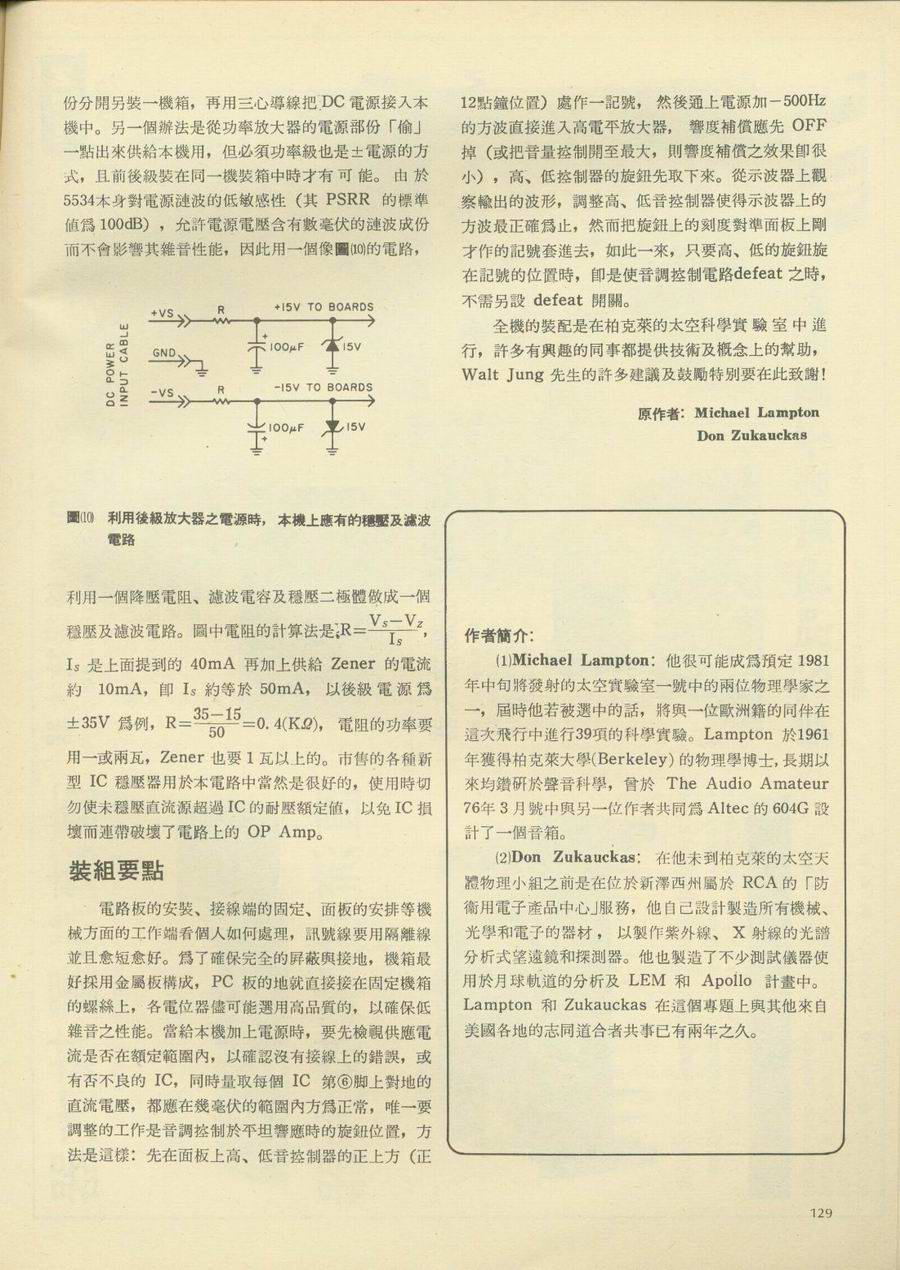 份分開另裝一機箱，再用三心導線把DC 電源接入本
機中。另一個辦法是從功率放大器的電源部份「偷」
一點出來供給本機用，但必須功率級也是±電源的方
式，且前後級裝在同一機裝箱中時才有可能。由於
5534本身對電源漣波的低敏感性（其 PSRR 的標準
値爲 100dB），允許電源電壓含有數毫伏的漣波成份
而不會影響其雜音性能，因此用一個像圖⑽的電路，
DC POWER
INPUT CABLE
+VS
R
+15V TO BOARDS
+
100μF
15V
GND
-VS
R
-15V TO BOARDS
100μF
+
15V
圖⑽ 利用後級放大器之電源時，本機上應有的穩壓及濾波
電路
利用一個降壓電阻、濾波電容及穩壓二極體做成一個
穩壓及濾波電路。圖中電阻的計算法是:R=(Vs−Vz)/Is，
Is 是上面提到的 40mA 再加上供給 Zener 的電流
約 10mA，卽 Is 約等於 50mA，以後級電源爲
±35V 爲例，R=(35−15)/50=0.4(KΩ)，電阻的功率要
用一或兩瓦，Zener 也要 1 瓦以上的。市售的各種新
型 IC 穩壓器用於本電路中當然是很好的，使用時切
勿使未穩壓直流源超過 IC 的耐壓額定値，以免 IC 損
壞而連帶破壞了電路上的 OP Amp。
裝組要點
電路板的安裝、接線端的固定、面板的安排等機
械方面的工作端看個人如何處理，訊號線要用隔離線
並且愈短愈好。爲了確保完全的屏蔽與接地，機箱最
好採用金屬板構成，PC 板的地就直接接在固定機箱
的螺絲上，各電位器儘可能選用高品質的，以確保低
雜音之性能。當給本機加上電源時，要先檢視供應電
流是否在額定範圍內，以確認沒有接線上的錯誤，或
有否不良的 IC，同時量取每個 IC 第⑥脚上對地的
直流電壓，都應在幾毫伏的範圍內方爲正常，唯一要
調整的工作是音調控制於平坦響應時的旋鈕位置，方
法是這樣：先在面板上高、低音控制器的正上方（正
12點鐘位置）處作一記號，然後通上電源加−500Hz
的方波直接進入高電平放大器，響度補償應先 OFF
掉（或把音量控制開至最大，則響度補償之效果卽很
小），高、低控制器的旋鈕先取下來。從示波器上觀
察輸出的波形，調整高、低音控制器使得示波器上的
方波最正確爲止，然而把旋鈕上的刻度對準面板上剛
才作的記號套進去，如此一來，只要高、低的旋鈕旋
在記號的位置時，卽是使音調控制電路defeat 之時，
不需另設 defeat 開關。
全機的裝配是在柏克萊的太空科學實驗室中進
行，許多有興趣的同事都提供技術及概念上的幫助，
Walt Jung 先生的許多建議及鼓勵特別要在此致謝！
原作者：Michael Lampton
Don Zukauckas
作者簡介：
⑴Michael Lampton：他很可能成爲預定 1981
年中旬將發射的太空實驗室一號中的兩位物理學家之
一，屆時他若被選中的話，將與一位歐洲籍的同伴在
這次飛行中進行39項的科學實驗。Lampton 於1961
年獲得柏克萊大學(Berkeley) 的物理學博士，長期以
來均鑽研於聲音科學，曾於 The Audio Amateur
76年 3 月號中與另一位作者共同爲 Altec 的 604G 設
計了一個音箱。
⑵Don Zukauckas：在他未到柏克萊的太空天
體物理小組之前是在位於新澤西州屬於 RCA 的「防
衞用電子產品中心」服務，他自己設計製造所有機械、
光學和電子的器材，以製作紫外線、X 射線的光譜
分析式望遠鏡和探測器。他也製造了不少測試儀器使
用於月球軌道的分析及 LEM 和 Apollo 計畫中。
Lampton 和 Zukauckas 在這個專題上與其他來自
美國各地的志同道合者共事已有兩年之久。
129